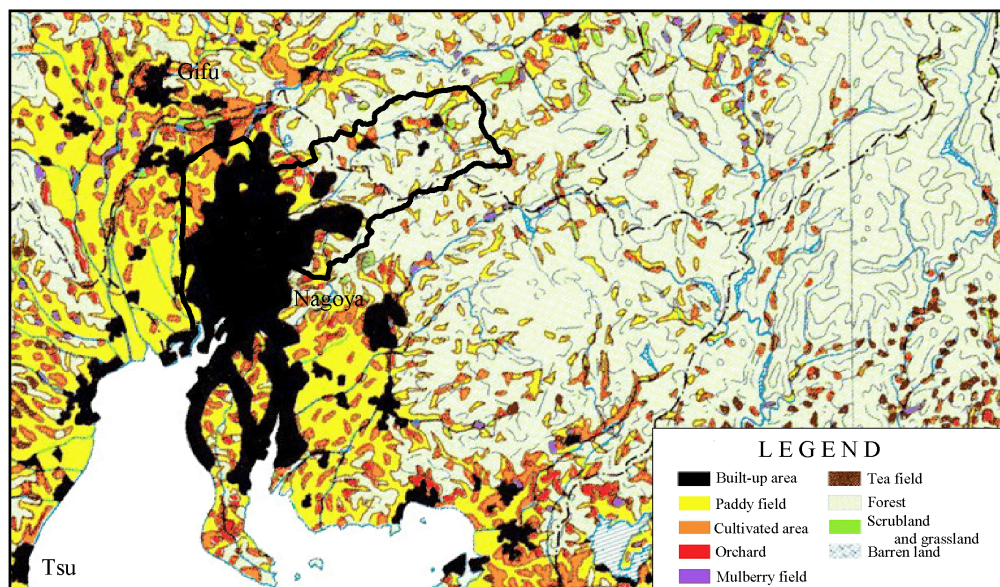 Gifu
Nagoya
Tsu
LEGEND
Built-up area
Paddy field
Cultivated area
Orchard
Mulberry field
Tea field
Forest
Scrubland
and grassland
Barren land